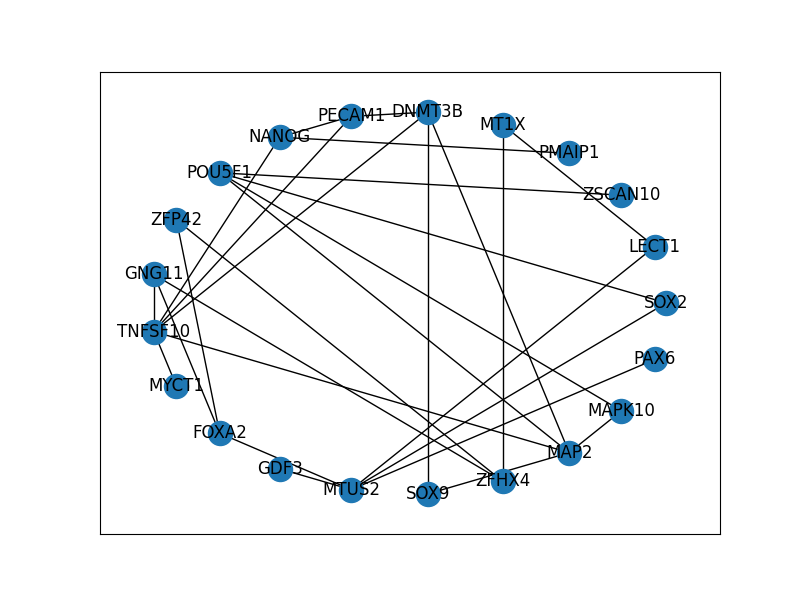 DNMT3B
PECAM1
MT1X
NANOG
PMAIP1
POU5F1
ZSCAN10
ZFP42
LECT1
GNG11
SOX2
TNFSF10
PAX6
MYCT1
MAPK10
FOXA2
MAP2
GDF3
ZFHX4
MTUS2
SOX9